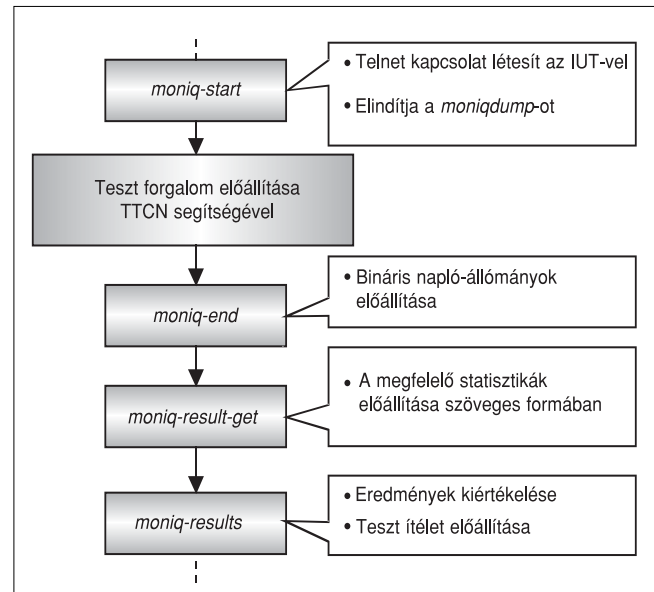 moniq-start
• Telnet kapcsolat létesít az IUT-vel
• Elindítja a moniqdump-ot
Teszt forgalom előállítása
TTCN segítségével
moniq-end
• Bináris napló-állományok
előállítása
moniq-result-get
• A megfelelő statisztikák
előállítása szöveges formában
moniq-results
• Eredmények kiértékelése
• Teszt ítélet előállítása